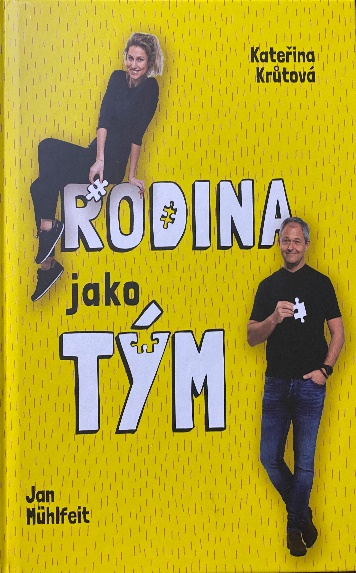 Kateřina
Krůtová
RODINA
jako
TÝM
Jan
Mühlfeit